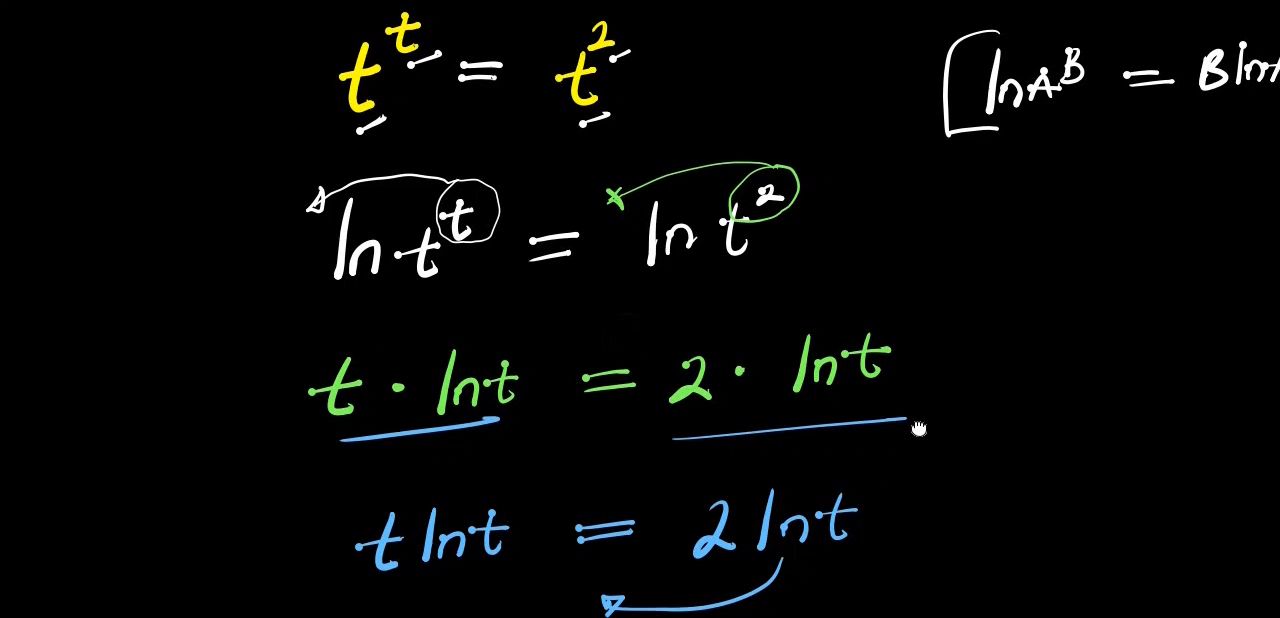 t^t = t^2
[ln A^B = B ln
ln t^t = ln t^2
t · ln t = 2 · ln t
t ln t = 2 ln t